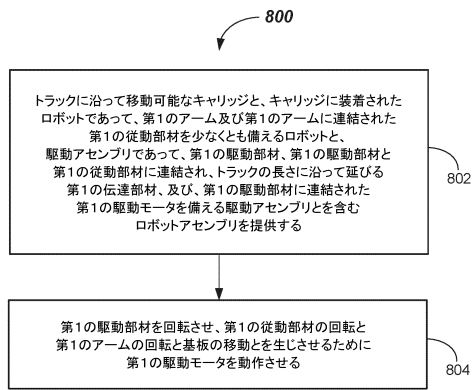 800
トラックに沿って移動可能なキャリッジと、キャリッジに装着された
ロボットであって、第1のアーム及び第1のアームに連結された
第1の従動部材を少なくとも備えるロボットと、
駆動アセンブリであって、第1の駆動部材、第1の駆動部材と
第1の従動部材に連結され、トラックの長さに沿って延びる
第1の伝達部材、及び、第1の駆動部材に連結された
第1の駆動モータを備える駆動アセンブリとを含む
ロボットアセンブリを提供する
802
第1の駆動部材を回転させ、第1の従動部材の回転と
第1のアームの回転と基板の移動とを生じさせるために
第1の駆動モータを動作させる
804